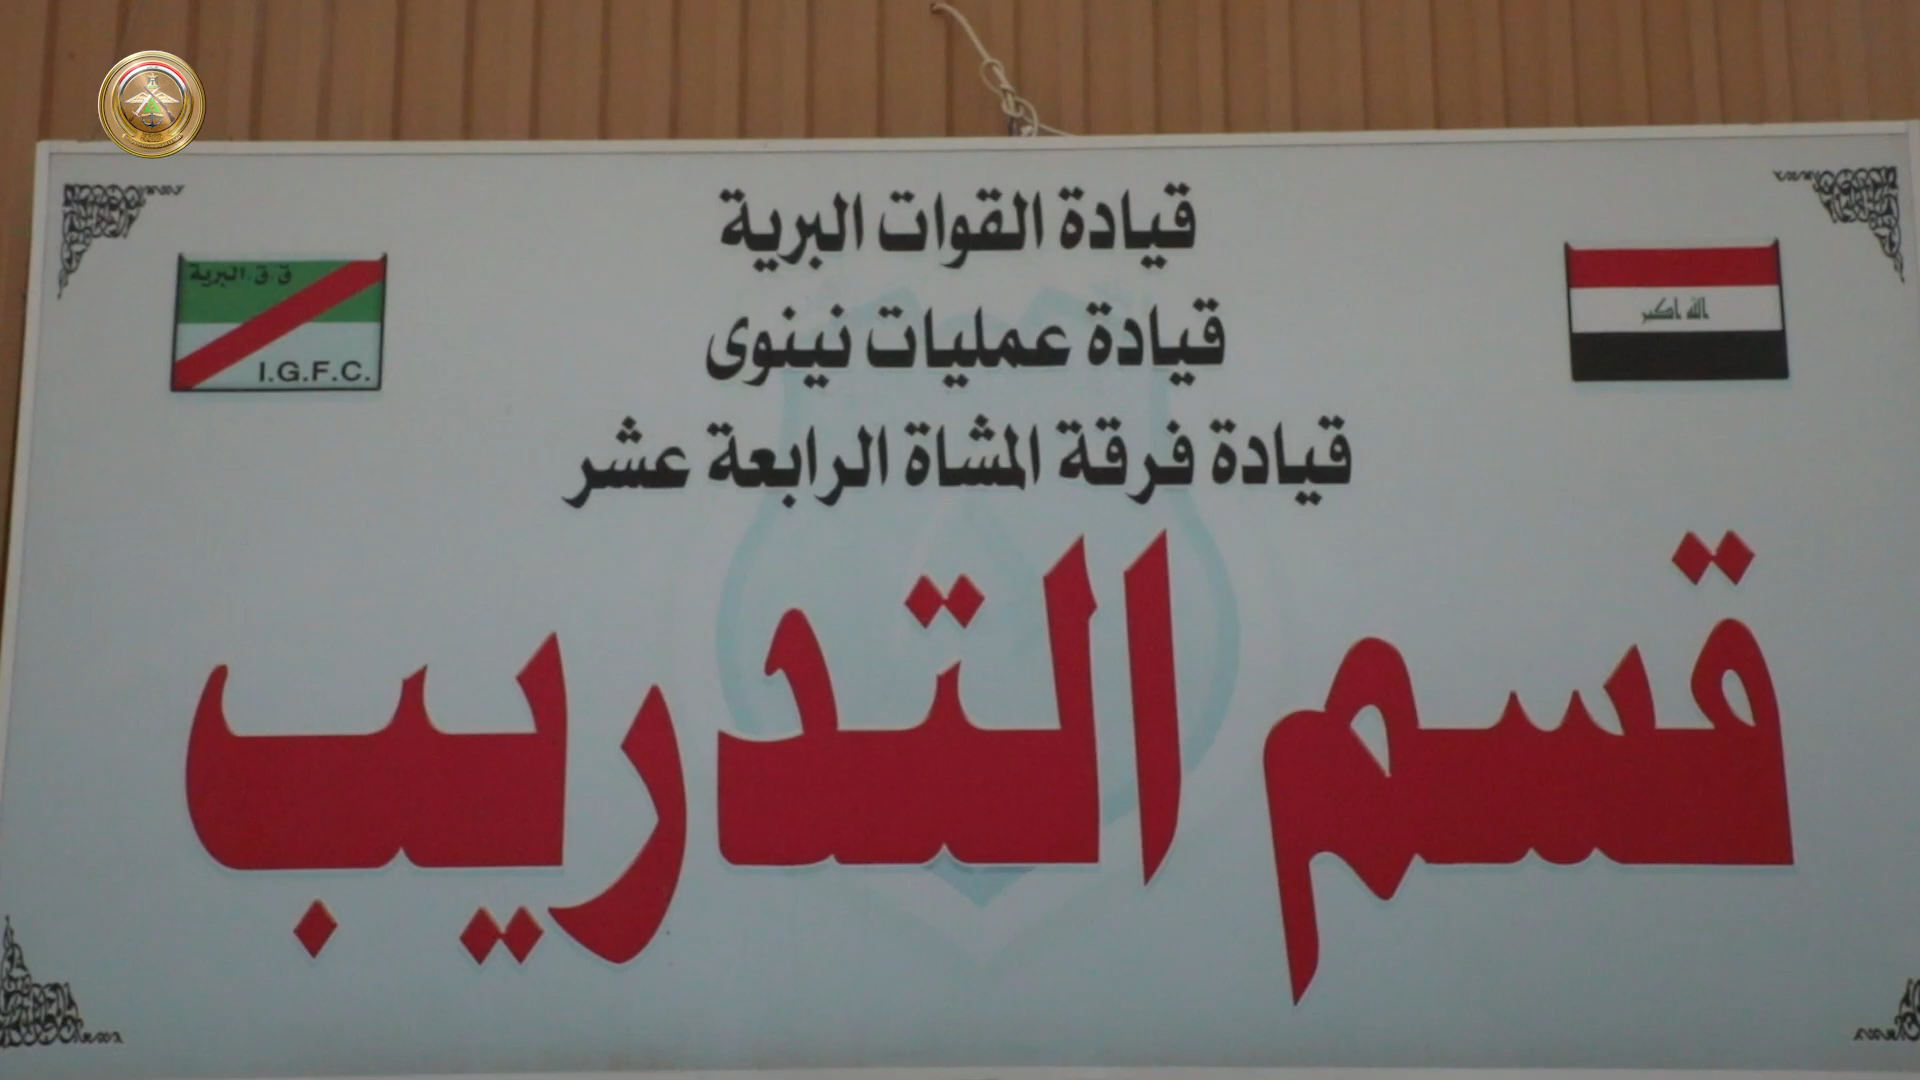 قيادة القوات البرية
قيادة عمليات نينوى
قيادة فرقة المشاة الرابعة عشر
قسم التدريب
ق.ق.البرية
I.G.F.C.
الله اكبر